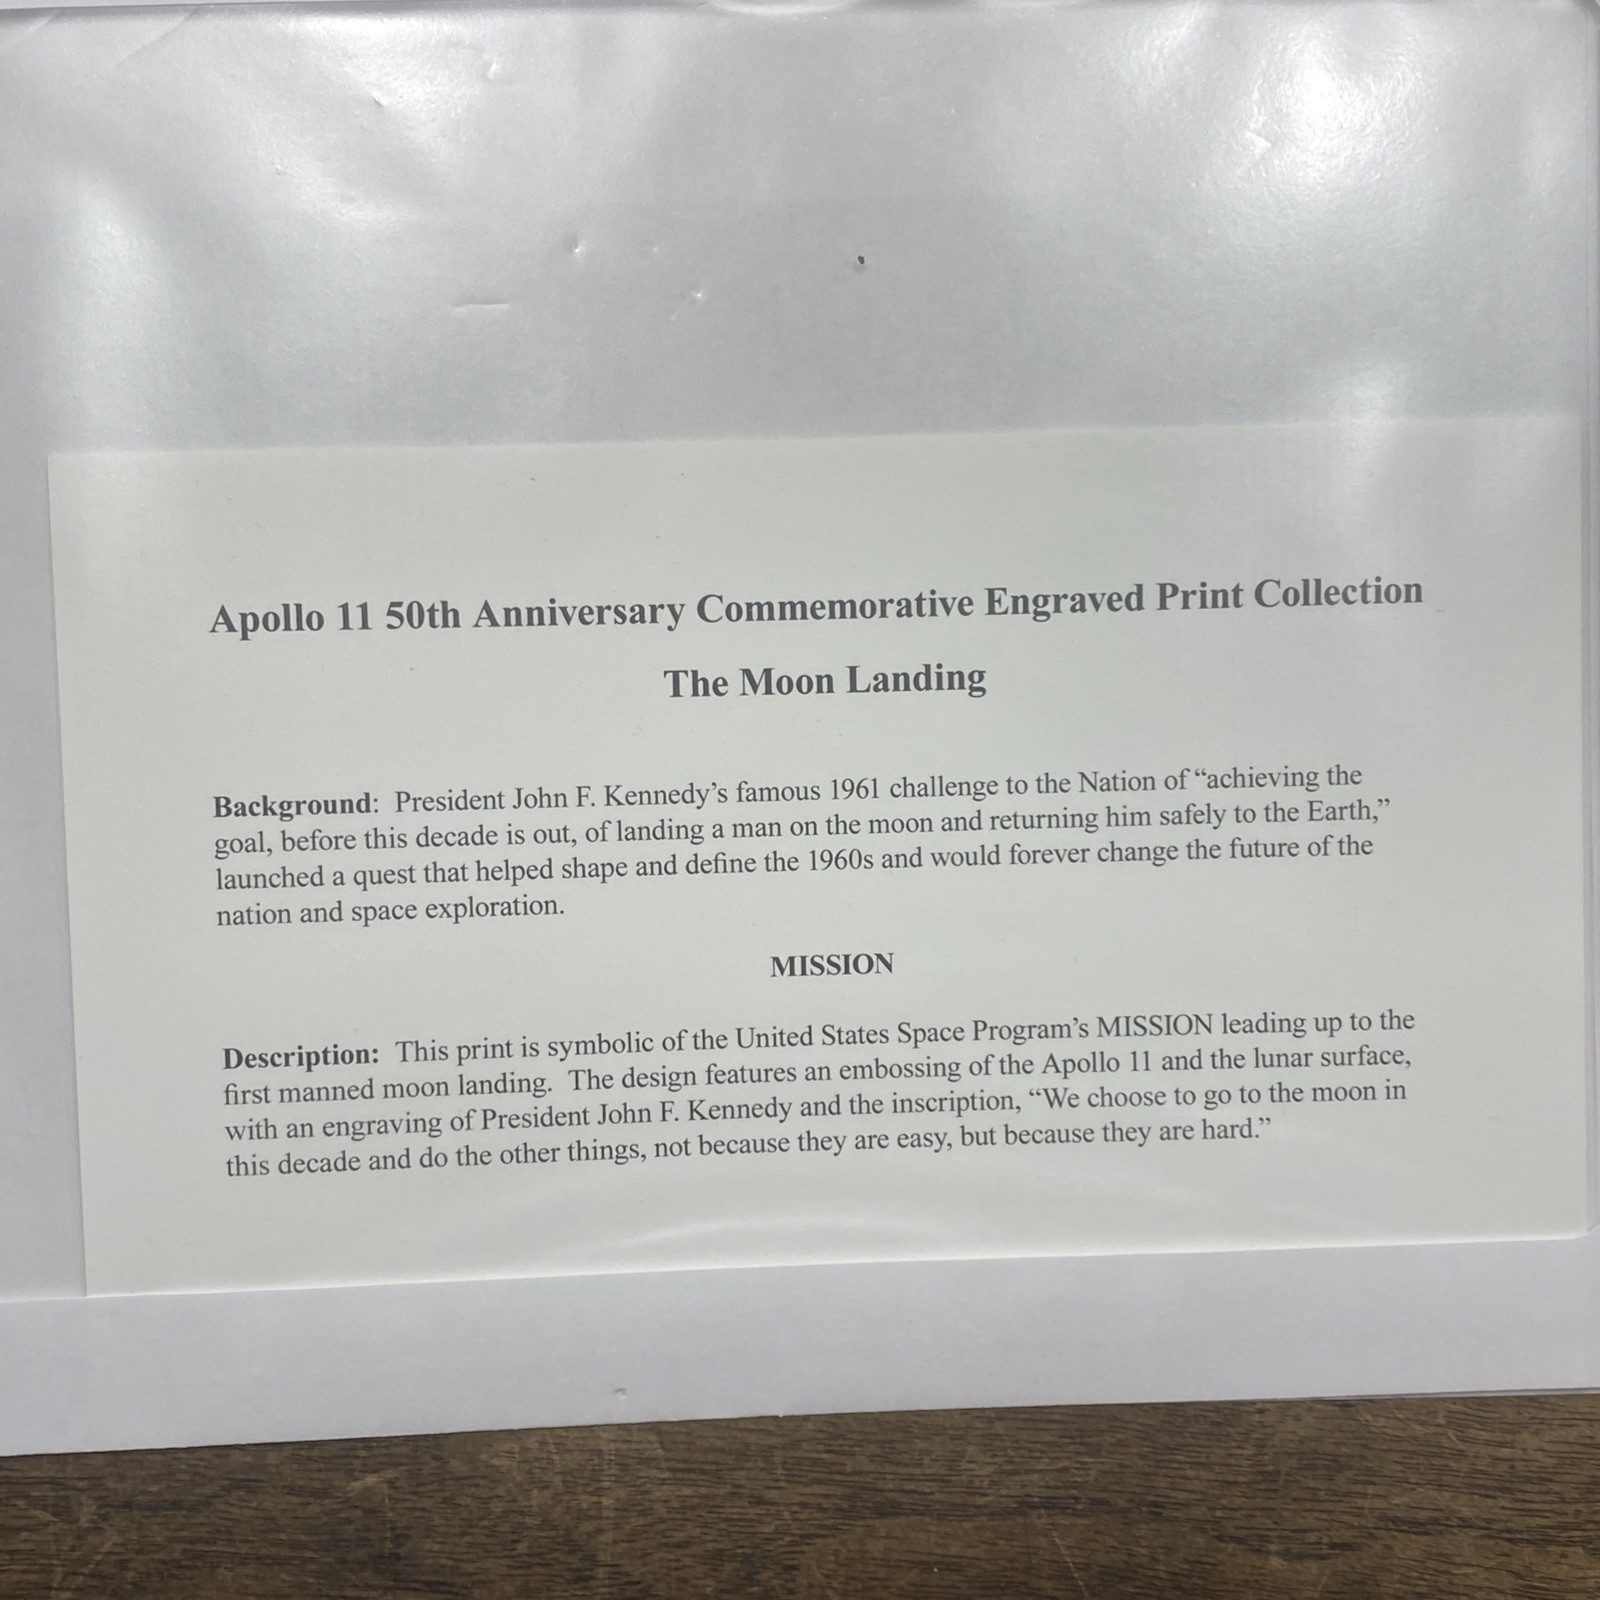 Apollo 11 50th Anniversary Commemorative Engraved Print Collection
The Moon Landing
Background: President John F. Kennedy’s famous 1961 challenge to the Nation of “achieving the
goal, before this decade is out, of landing a man on the moon and returning him safely to the Earth,”
launched a quest that helped shape and define the 1960s and would forever change the future of the
nation and space exploration.
MISSION
Description: This print is symbolic of the United States Space Program’s MISSION leading up to the
first manned moon landing. The design features an embossing of the Apollo 11 and the lunar surface,
with an engraving of President John F. Kennedy and the inscription, “We choose to go to the moon in
this decade and do the other things, not because they are easy, but because they are hard.”